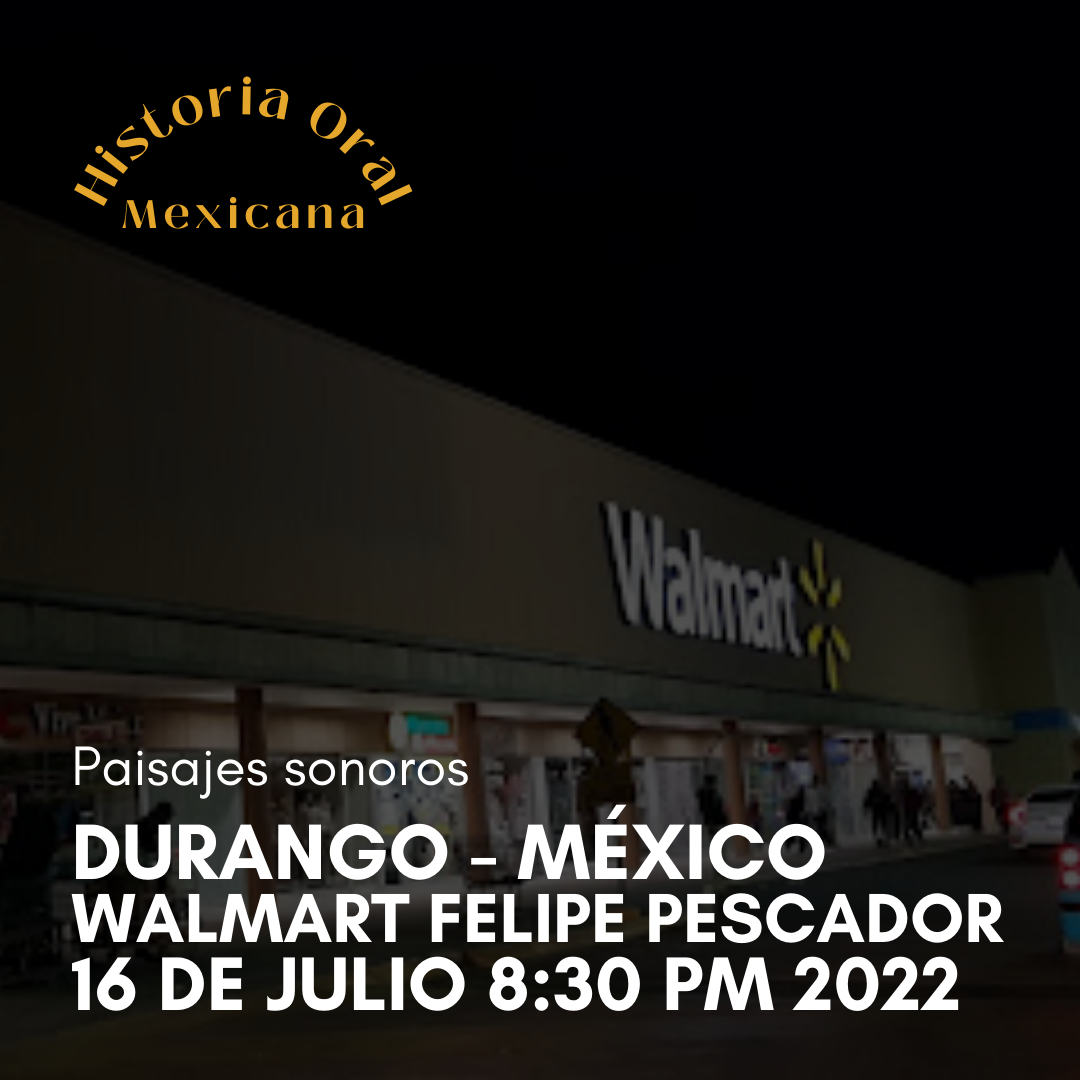 Historia Oral
Mexicana
Walmart
Paisajes sonoros
DURANGO – MÉXICO
WALMART FELIPE PESCADOR
16 DE JULIO 8:30 PM 2022